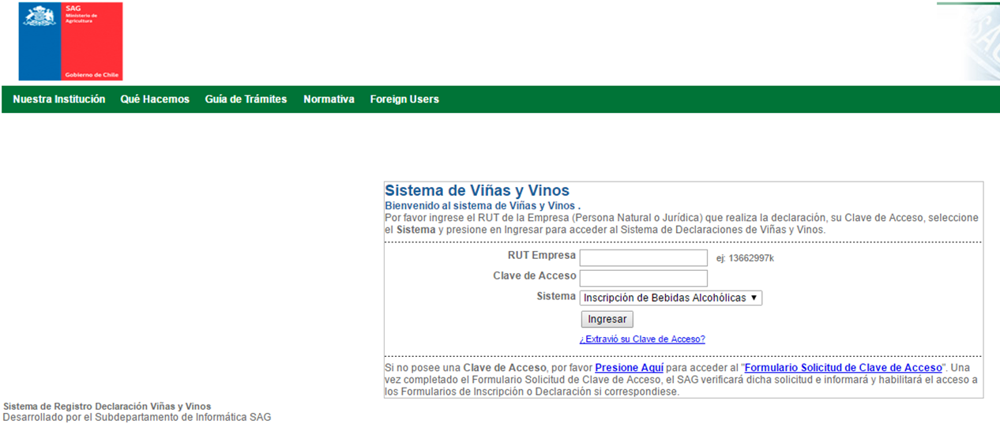 SAG
Ministerio de
Agricultura
Gobierno de Chile
SAG
Nuestra Institución Qué Hacemos Guía de Trámites Normativa Foreign Users
Sistema de Viñas y Vinos
Bienvenido al sistema de Viñas y Vinos .
Por favor ingrese el RUT de la Empresa (Persona Natural o Jurídica) que realiza la declaración, su Clave de Acceso, seleccione
el Sistema y presione en Ingresar para acceder al Sistema de Declaraciones de Viñas y Vinos.
RUT Empresa ej: 13662997k
Clave de Acceso
Sistema Inscripción de Bebidas Alcohólicas ▼
Ingresar
¿Extravió su Clave de Acceso?
Si no posee una Clave de Acceso, por favor Presione Aquí para acceder al "Formulario Solicitud de Clave de Acceso". Una
vez completado el Formulario Solicitud de Clave de Acceso, el SAG verificará dicha solicitud e informará y habilitará el acceso a
los Formularios de Inscripción o Declaración si correspondiese.
Sistema de Registro Declaración Viñas y Vinos
Desarrollado por el Subdepartamento de Informática SAG